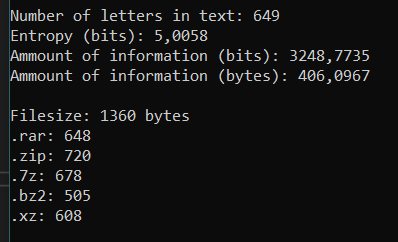 Number of letters in text: 649
Entropy (bits): 5,0058
Ammount of information (bits): 3248,7735
Ammount of information (bytes): 406,0967
Filesize: 1360 bytes
.rar: 648
.zip: 720
.7z: 678
.bz2: 505
.xz: 608